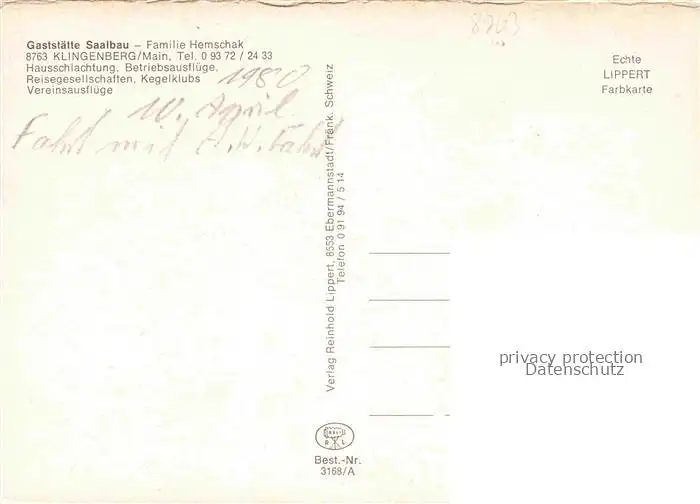 8763
Gaststätte Saalbau – Familie Hemschak
8763 KLINGENBERG/Main, Tel. 0 93 72 / 24 33
Hausschlachtung, Betriebsausflüge,
Reisegesellschaften, Kegelklubs
Vereinsausflüge
1980
10. April
Fahrt mit
Verlag Reinhold Lippert, 8553 Ebermannstadt/Fränk. Schweiz
Telefon 0 91 94 / 5 14
Echte
LIPPERT
Farbkarte
privacy protection
Datenschutz
R L
Best.-Nr.
3168/A